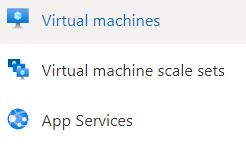 Virtual machines
Virtual machine scale sets
App Services